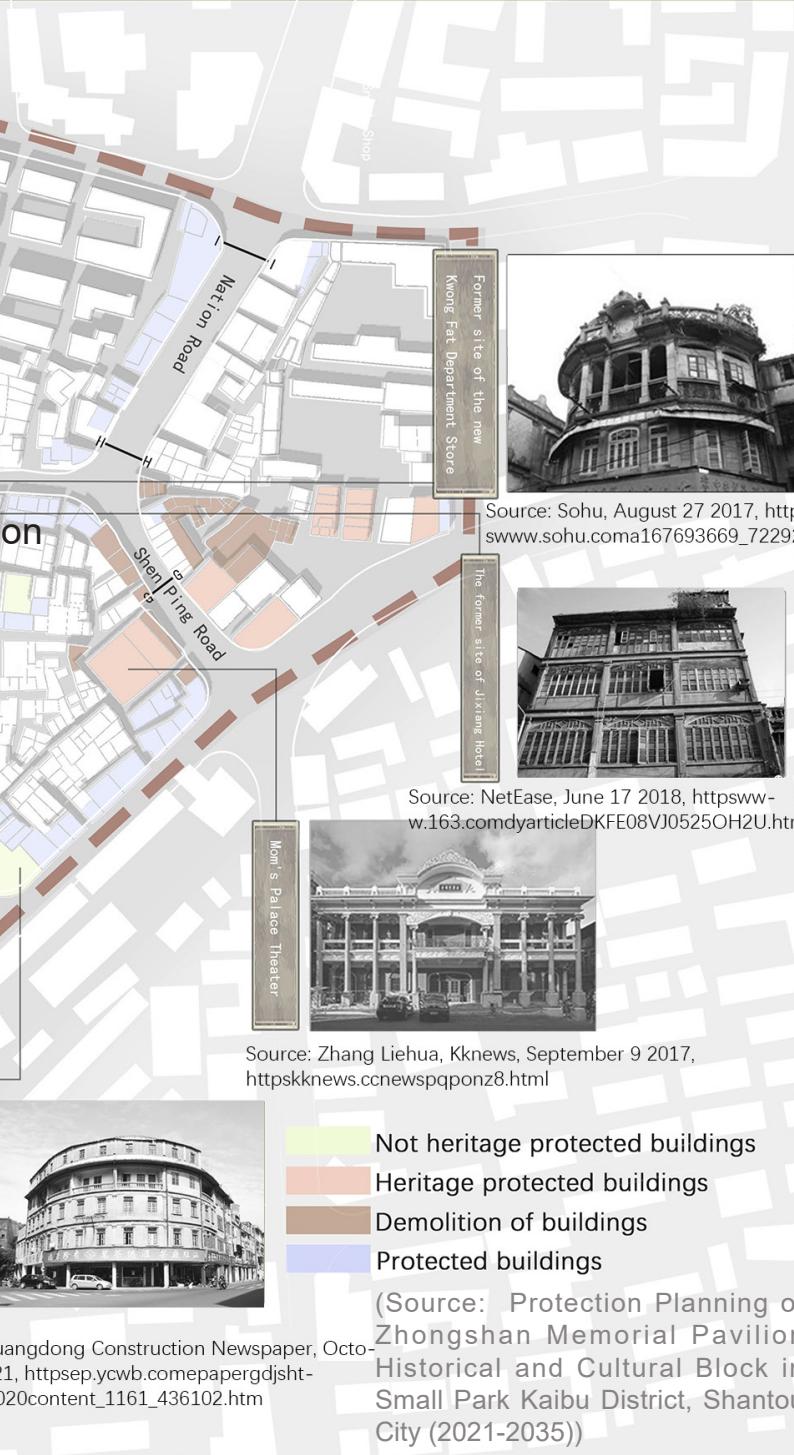 Shop
Nation Road
I
I
H
H
Former site of the new
Kwong Fat Department Store
Source: Sohu, August 27 2017, http
swww.sohu.coma167693669_72292
on
Shen Ping Road
G
G
The former site of Jixiang Hotel
Source: NetEase, June 17 2018, httpsww-
w.163.comdyarticleDKFE08VJ0525OH2U.htm
Mom's Palace Theater
Source: Zhang Liehua, Kknews, September 9 2017,
httpskknews.ccnewspqponz8.html
Not heritage protected buildings
Heritage protected buildings
Demolition of buildings
Protected buildings
(Source: Protection Planning o
Zhongshan Memorial Pavilion
Historical and Cultural Block in
Small Park Kaibu District, Shantou
City (2021-2035))
uangdong Construction Newspaper, Octo-
21, httpsep.ycwb.comepapergdjsht-
020content_1161_436102.htm